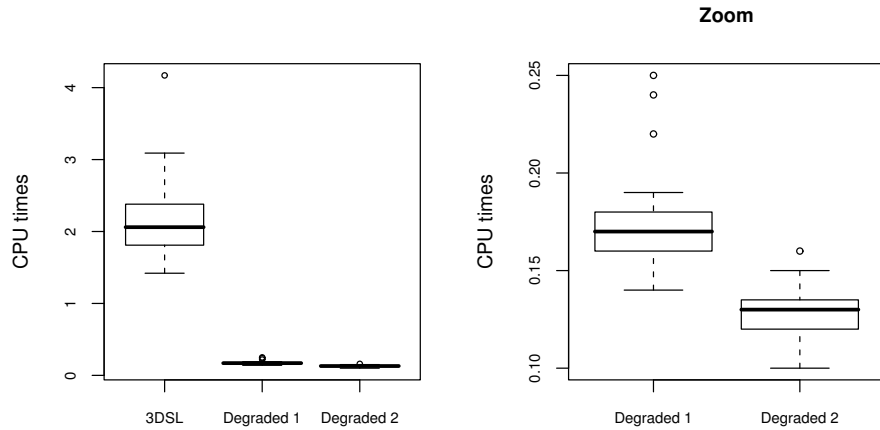 CPU times
4
3
2
1
0
3DSL
Degraded 1
Degraded 2
Zoom
CPU times
0.25
0.20
0.15
0.10
Degraded 1
Degraded 2